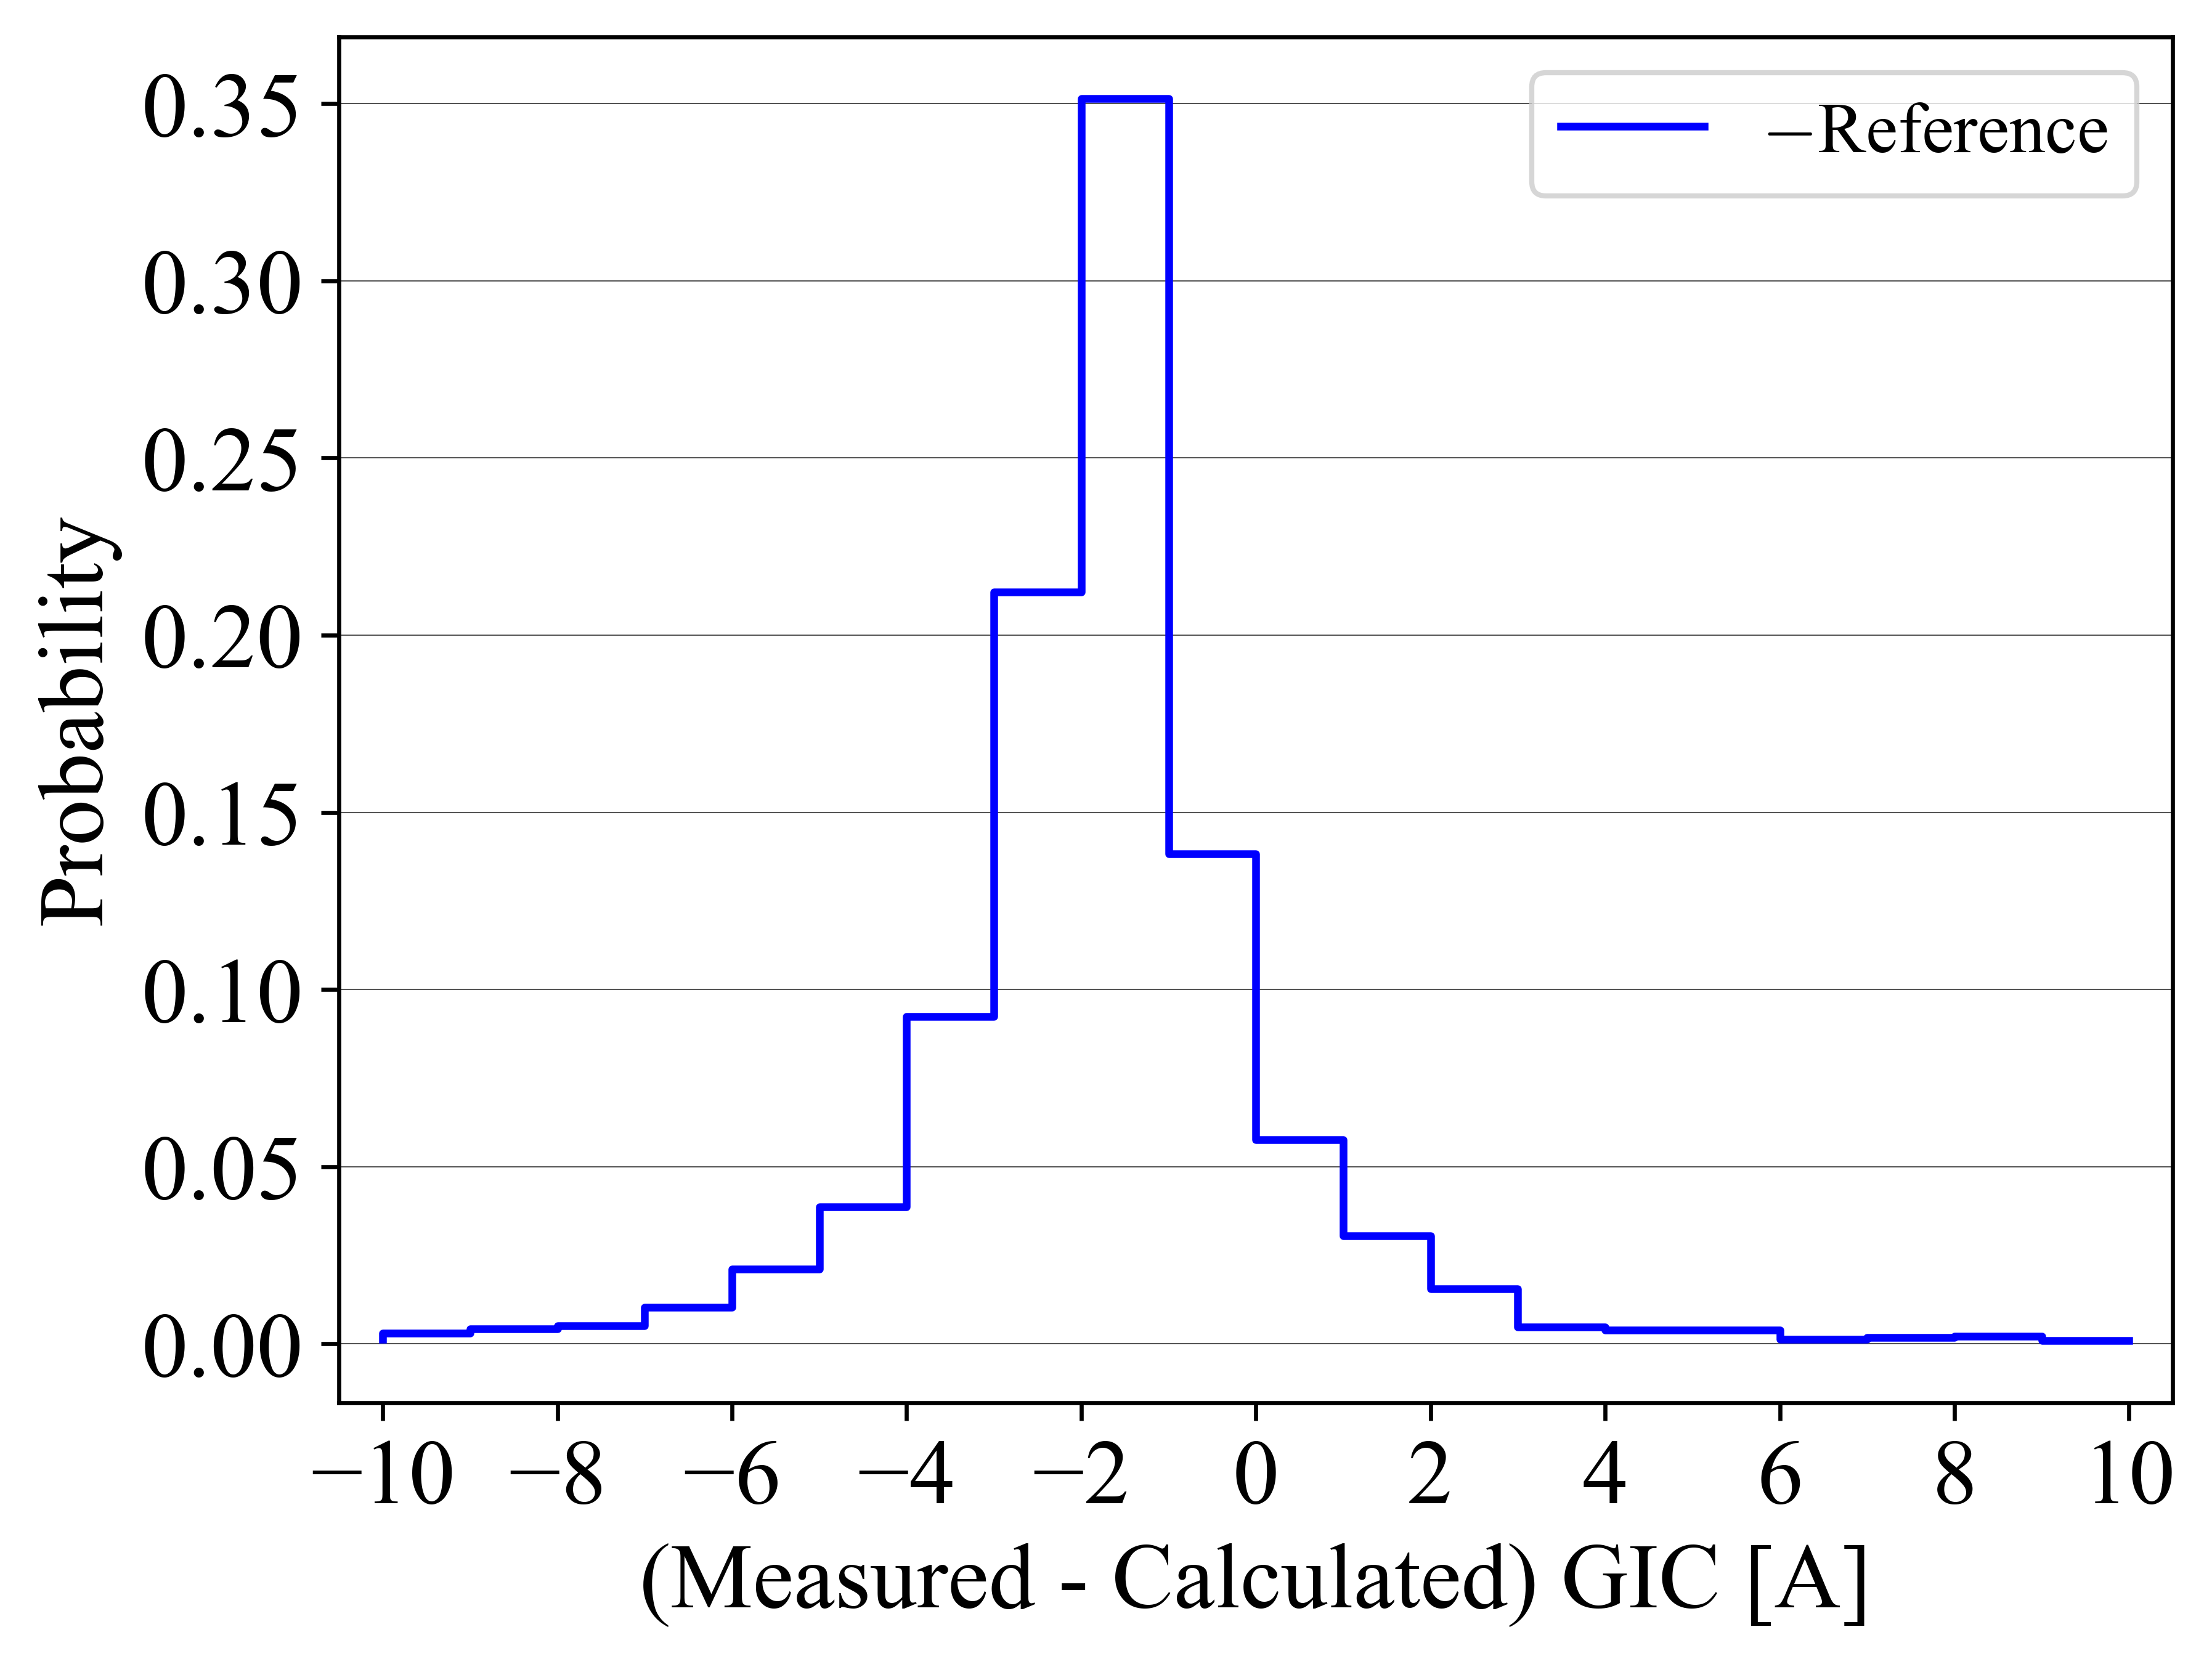 0.35
0.30
0.25
0.20
0.15
0.10
0.05
0.00
Probability
−Reference
−10 −8 −6 −4 −2 0 2 4 6 8 10
(Measured - Calculated) GIC [A]